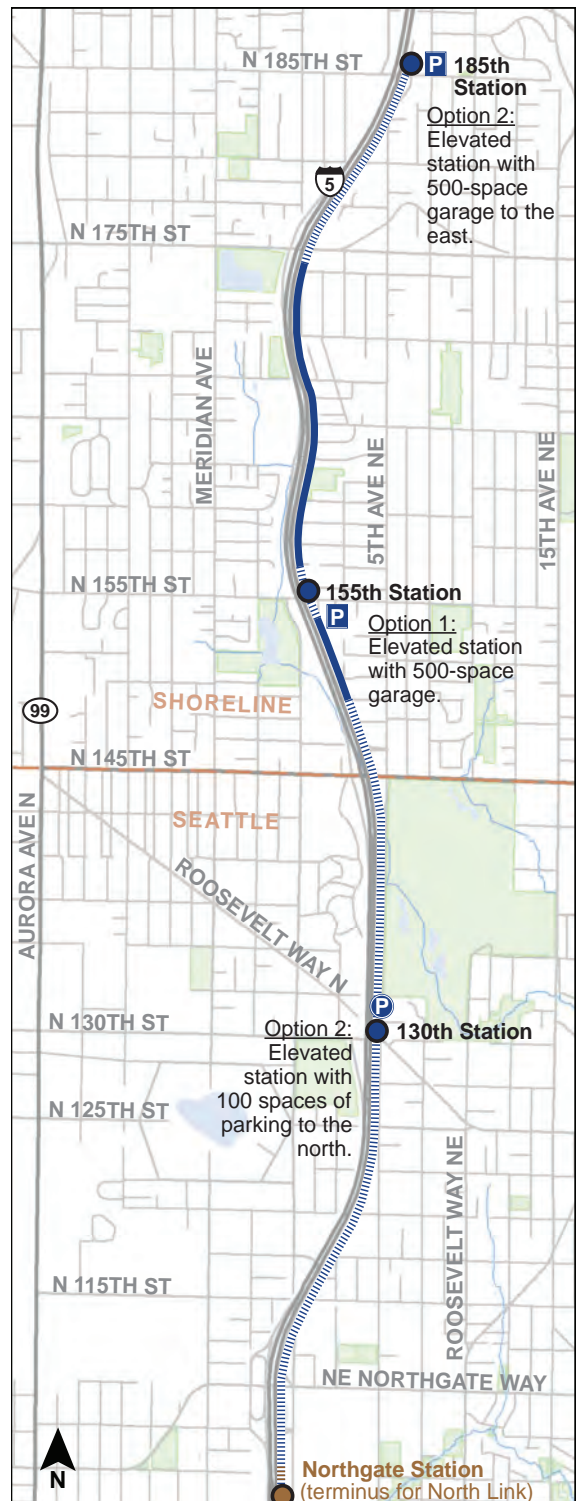 N 185TH ST
P
185th
Station
Option 2:
Elevated
station with
500-space
garage to the
east.
5
N 175TH ST
MERIDIAN AVE
5TH AVE NE
15TH AVE NE
N 155TH ST
155th Station
P
Option 1:
Elevated station
with 500-space
garage.
SHORELINE
99
N 145TH ST
SEATTLE
AURORA AVE N
ROOSEVELT WAY N
P
N 130TH ST
130th Station
Option 2:
Elevated
station with
100 spaces of
parking to the
north.
N 125TH ST
ROOSEVELT WAY NE
N 115TH ST
NE NORTHGATE WAY
N
Northgate Station
(terminus for North Link)